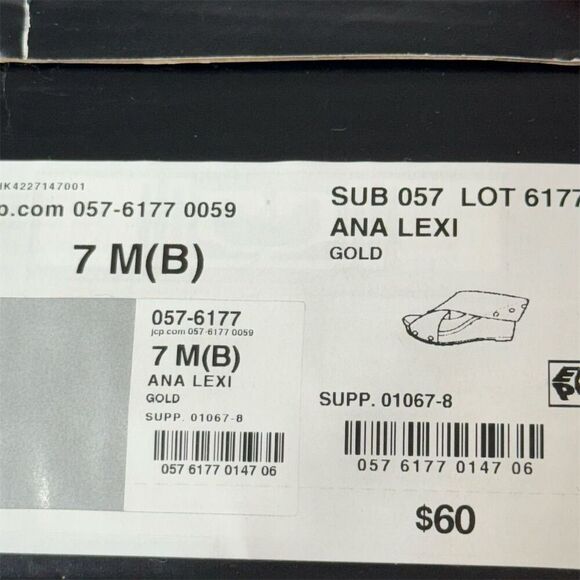 IK4227147001
p.com 057-6177 0059
7 M(B)
057-6177
jcp com 057 6177 0059
7 M(B)
ANA LEXI
GOLD
SUPP. 01067-8
057 6177 0147 06
SUB 057 LOT 6177
ANA LEXI
GOLD
SUPP. 01067-8
057 6177 0147 06
$60